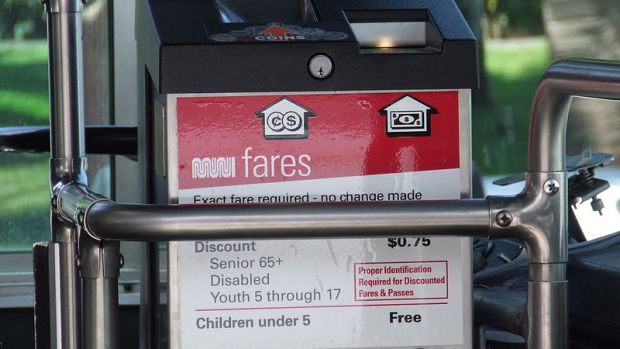 COINS
MUNI fares
Exact fare required - no change made
Discount $0.75
Senior 65+
Disabled
Youth 5 through 17
Proper Identification
Required for Discounted
Fares & Passes
Children under 5 Free